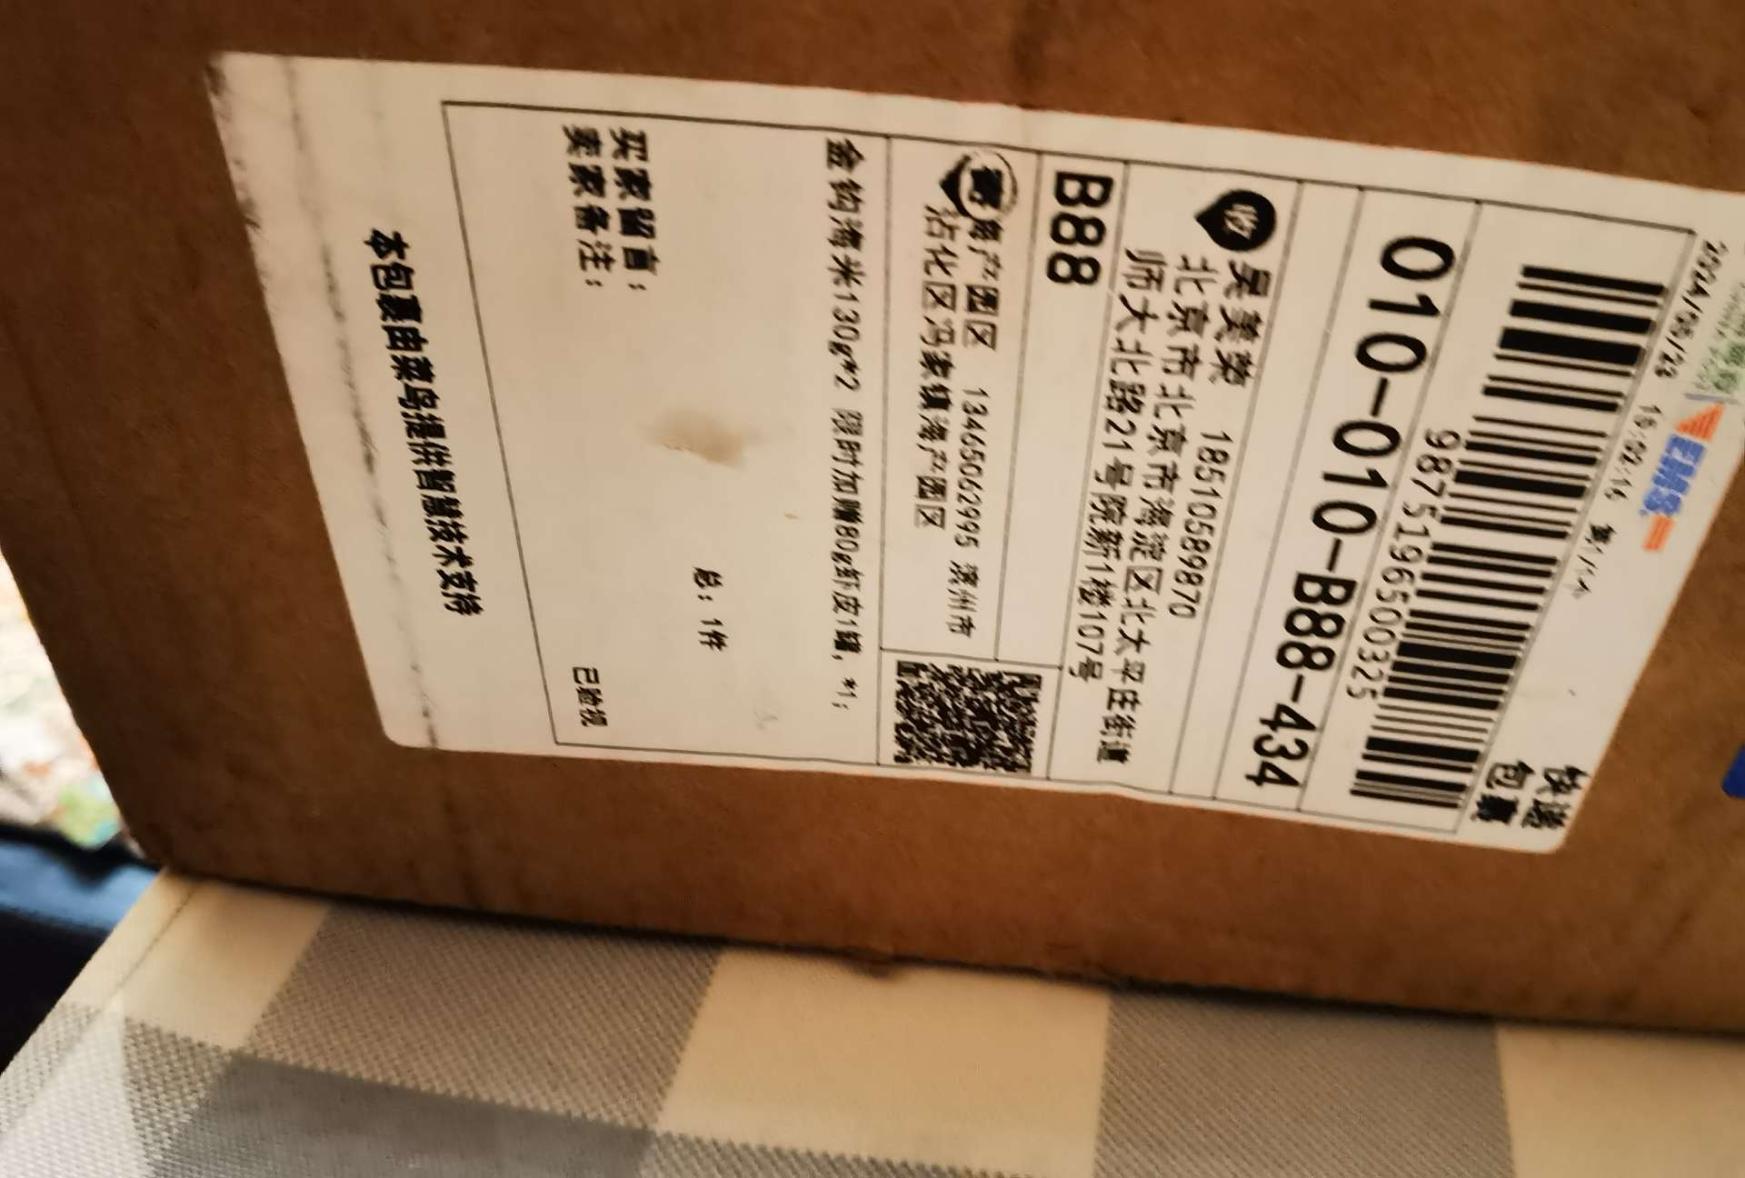 EMS
快递
包裹
9875196500325
010-010-B88-434
收
吴美英 18510589870
北京市北京市海淀区北太平庄街道
师大北路21号院新1楼107号
B88
寄
海产园区 13465062995 滨州市
沾化区冯家镇海产园区
金钩海米130g*2 限时加赠80g虾皮1罐, *1;
总: 1件
买家留言:
卖家备注:
已验视
本包裹由菜鸟提供智慧技术支持